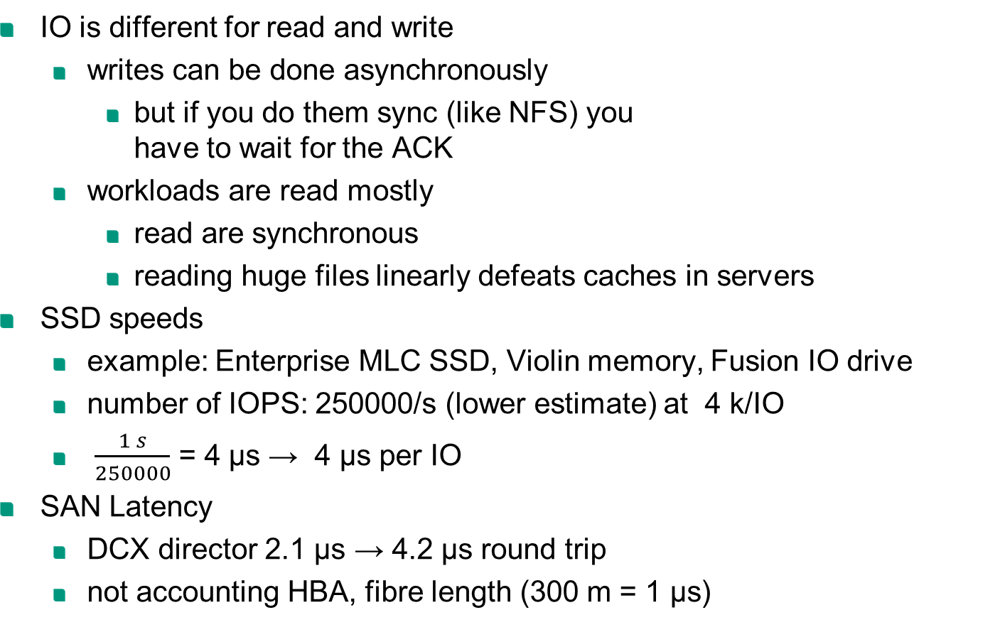 IO is different for read and write
writes can be done asynchronously
but if you do them sync (like NFS) you
have to wait for the ACK
workloads are read mostly
read are synchronous
reading huge files linearly defeats caches in servers
SSD speeds
example: Enterprise MLC SSD, Violin memory, Fusion IO drive
number of IOPS: 250000/s (lower estimate) at  4 k/IO
1 s / 250000 = 4 µs → 4 µs per IO
SAN Latency
DCX director 2.1 µs → 4.2 µs round trip
not accounting HBA, fibre length (300 m = 1 µs)